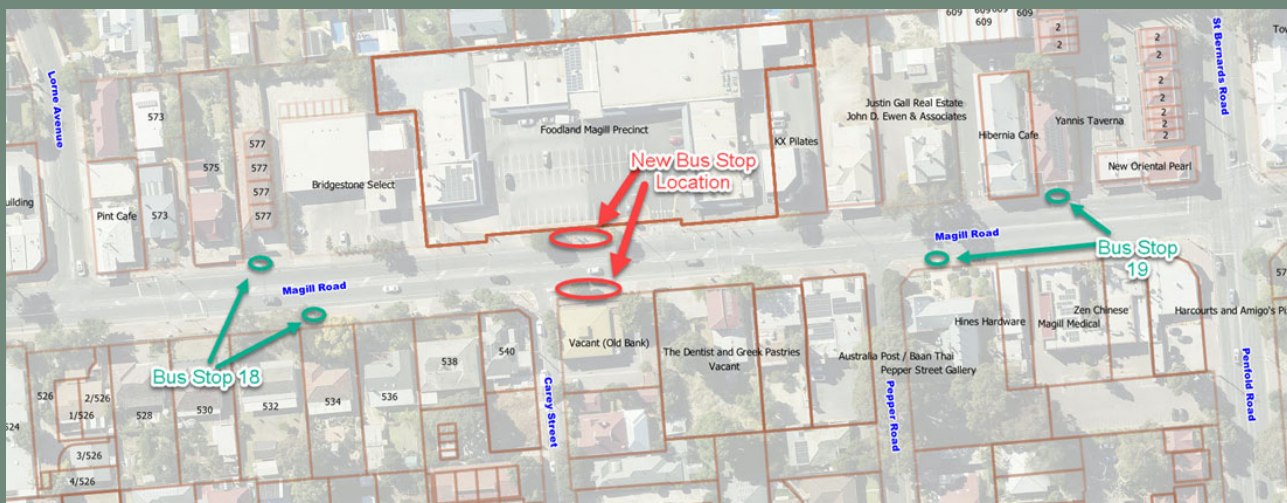 609
609
609
609
St Bernards Road
Lorne Avenue
573
575
577
577
577
577
573
Pint Cafe
Bridgestone Select
Foodland Magill Precinct
New Bus Stop
Location
KX Pilates
Justin Gall Real Estate
John D. Ewen & Associates
Hibernia Cafe
Yannis Taverna
New Oriental Pearl
2
2
2
2
2
2
2
2
2
Magill Road
Magill Road
Bus Stop
19
Bus Stop 18
Vacant (Old Bank)
The Dentist and Greek Pastries
Vacant
Australia Post / Baan Thai
Pepper Street Gallery
Hines Hardware
Magill Medical
Zen Chinese
Harcourts and Amigo's Pi
Carey Street
Pepper Road
Penfold Road
526
2/526
1/526
3/526
4/526
528
530
532
534
536
538
540